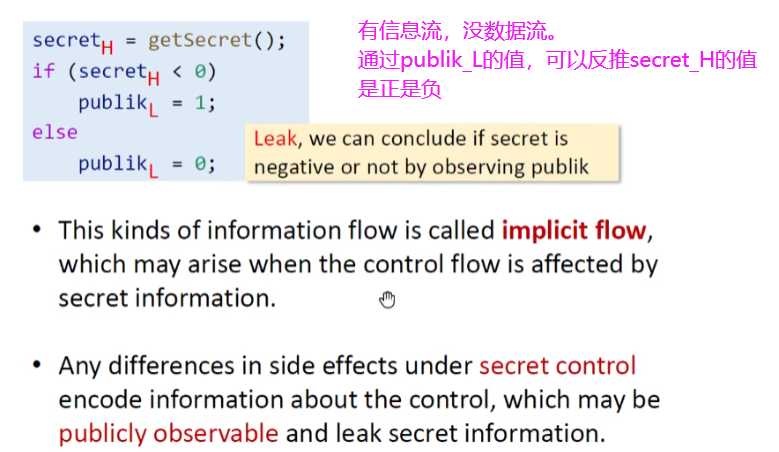 secretH = getSecret();
if (secretH < 0)
publikL = 1;
else
publikL = 0;
有信息流，没数据流。
通过publik_L的值，可以反推secret_H的值
是正是负
Leak, we can conclude if secret is
negative or not by observing publik
• This kinds of information flow is called implicit flow,
which may arise when the control flow is affected by
secret information.
• Any differences in side effects under secret control
encode information about the control, which may be
publicly observable and leak secret information.